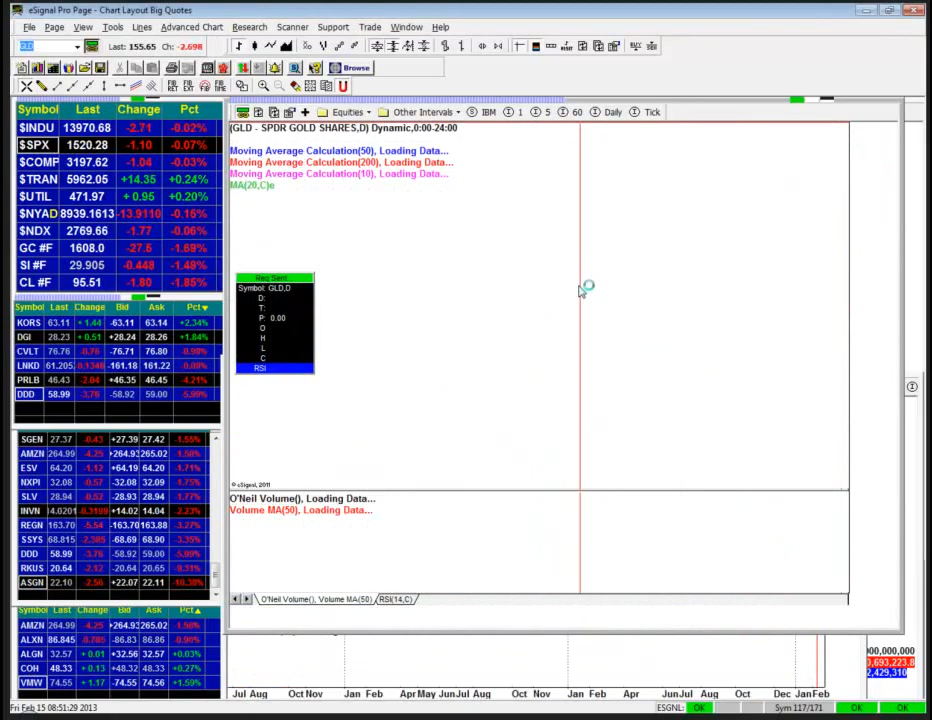 eSignal Pro Page - Chart Layout Big Quotes
File Page View Tools Lines Advanced Chart Research Scanner Support Trade Window Help
GLD Last: 155.65 Ch: -2.698
Browse
Symbol Last Change Pct
$INDU 13970.68 -2.71 -0.02%
$SPX 1520.28 -1.10 -0.07%
$COMP 3197.62 -1.04 -0.03%
$TRAN 5962.05 +14.35 +0.24%
$UTIL 471.97 + 0.95 +0.20%
$NYAD 8939.1613 -13.9110 -0.16%
$NDX 2769.66 -1.77 -0.06%
GC #F 1608.0 -27.5 -1.69%
SI #F 29.905 -0.448 -1.48%
CL #F 95.51 -1.80 -1.85%
Symbol Last Change Bid Ask Pct▼
KORS 63.11 + 1.44 -63.11 63.14 +2.34%
DGI 28.23 + 0.51 +28.24 28.26 +1.84%
CVLT 76.76 -0.76 -76.71 76.80 -0.98%
LNKD 61.205 -161.18 161.22
PRLB 46.43 -2.04 +46.35 46.45 -4.21%
DDD 58.99 -3.76 -58.92 59.00 -5.99%
SGEN 27.37 -0.43 +27.39 27.42 -1.55%
AMZN 264.99 -4.25 +264.93 265.02 -1.58%
ESV 64.20 -1.12 +64.19 64.20 -1.71%
NXPI 32.08 -0.57 -32.08 32.09 -1.75%
SLV 28.94 -0.52 -28.93 28.94 -1.77%
INVN 14.02 14.04 -2.23%
REGN 163.70 -5.54 -163.70 163.88 -3.27%
SSYS 68.815 -2.305 -68.69 68.90 -3.35%
DDD 58.99 -3.76 -58.92 59.00 -5.99%
RKUS 20.64 -2.12 -20.64 20.65 -9.31%
ASGN 22.10 -2.56 +22.07 22.11 -10.38%
Symbol Last Change Bid Ask Pct▲
AMZN 264.99 -4.25 +264.93 265.02 -1.58%
ALXN 86.845 -0.785 -86.83 86.86 -0.90%
ALGN 32.57 + 0.01 +32.56 32.57 +0.03%
COH 48.33 + 0.13 +48.32 48.33 +0.27%
VMW 74.55 + 1.17 -74.55 74.56 +1.59%
Equities Other Intervals IBM 1 5 60 Daily Tick
(GLD - SPDR GOLD SHARES,D) Dynamic,0:00-24:00
Moving Average Calculation(50), Loading Data...
Moving Average Calculation(200), Loading Data...
Moving Average Calculation(10), Loading Data...
MA(20,C)e
Req Sent
Symbol: GLD,D
D:
T:
P: 0.00
O
H
L
C
RSI
© eSignal, 2011
O'Neil Volume(), Loading Data...
Volume MA(50), Loading Data...
O'Neil Volume(), Volume MA(50) RSI(14,C)
000,000,000
0,693,223.8
2,429,310
Jul Aug Oct Nov Jan Feb Apr May Jun Jul Aug Oct Nov Jan Feb Apr Jun Jul Aug Oct Dec Jan Feb
Fri Feb 15 08:51:29 2013
ESGNL: OK Sym 117/171 OK OK